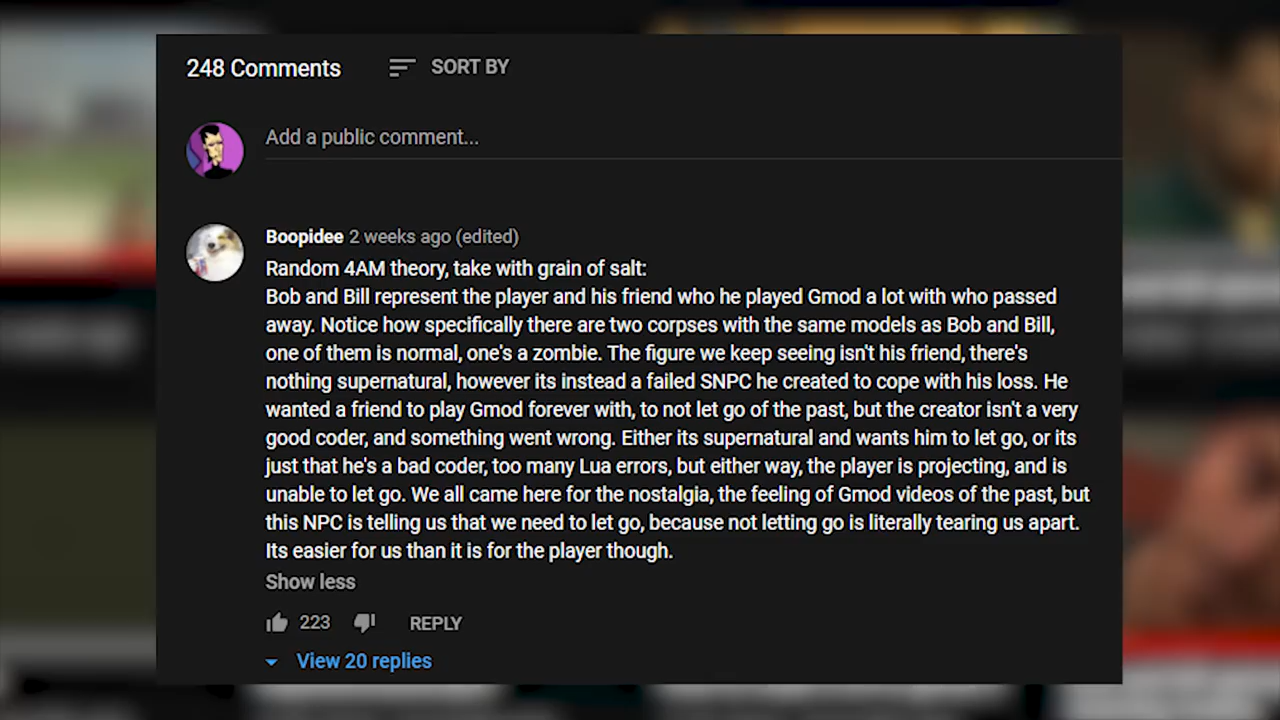 248 Comments
SORT BY
Add a public comment...
Boopidee 2 weeks ago (edited)
Random 4AM theory, take with grain of salt:
Bob and Bill represent the player and his friend who he played Gmod a lot with who passed
away. Notice how specifically there are two corpses with the same models as Bob and Bill,
one of them is normal, one's a zombie. The figure we keep seeing isn't his friend, there's
nothing supernatural, however its instead a failed SNPC he created to cope with his loss. He
wanted a friend to play Gmod forever with, to not let go of the past, but the creator isn't a very
good coder, and something went wrong. Either its supernatural and wants him to let go, or its
just that he's a bad coder, too many Lua errors, but either way, the player is projecting, and is
unable to let go. We all came here for the nostalgia, the feeling of Gmod videos of the past, but
this NPC is telling us that we need to let go, because not letting go is literally tearing us apart.
Its easier for us than it is for the player though.
Show less
223
REPLY
View 20 replies